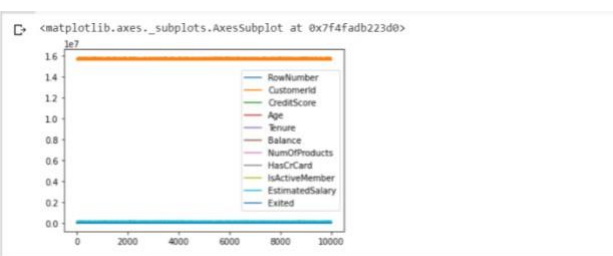 <matplotlib.axes._subplots.AxesSubplot at 0x7f4fadb223d0>
1e7
1.6
1.4
1.2
1.0
0.8
0.6
0.4
0.2
0.0
RowNumber
CustomerId
CreditScore
Age
Tenure
Balance
NumOfProducts
HasCrCard
IsActiveMember
EstimatedSalary
Exited
0 2000 4000 6000 8000 10000